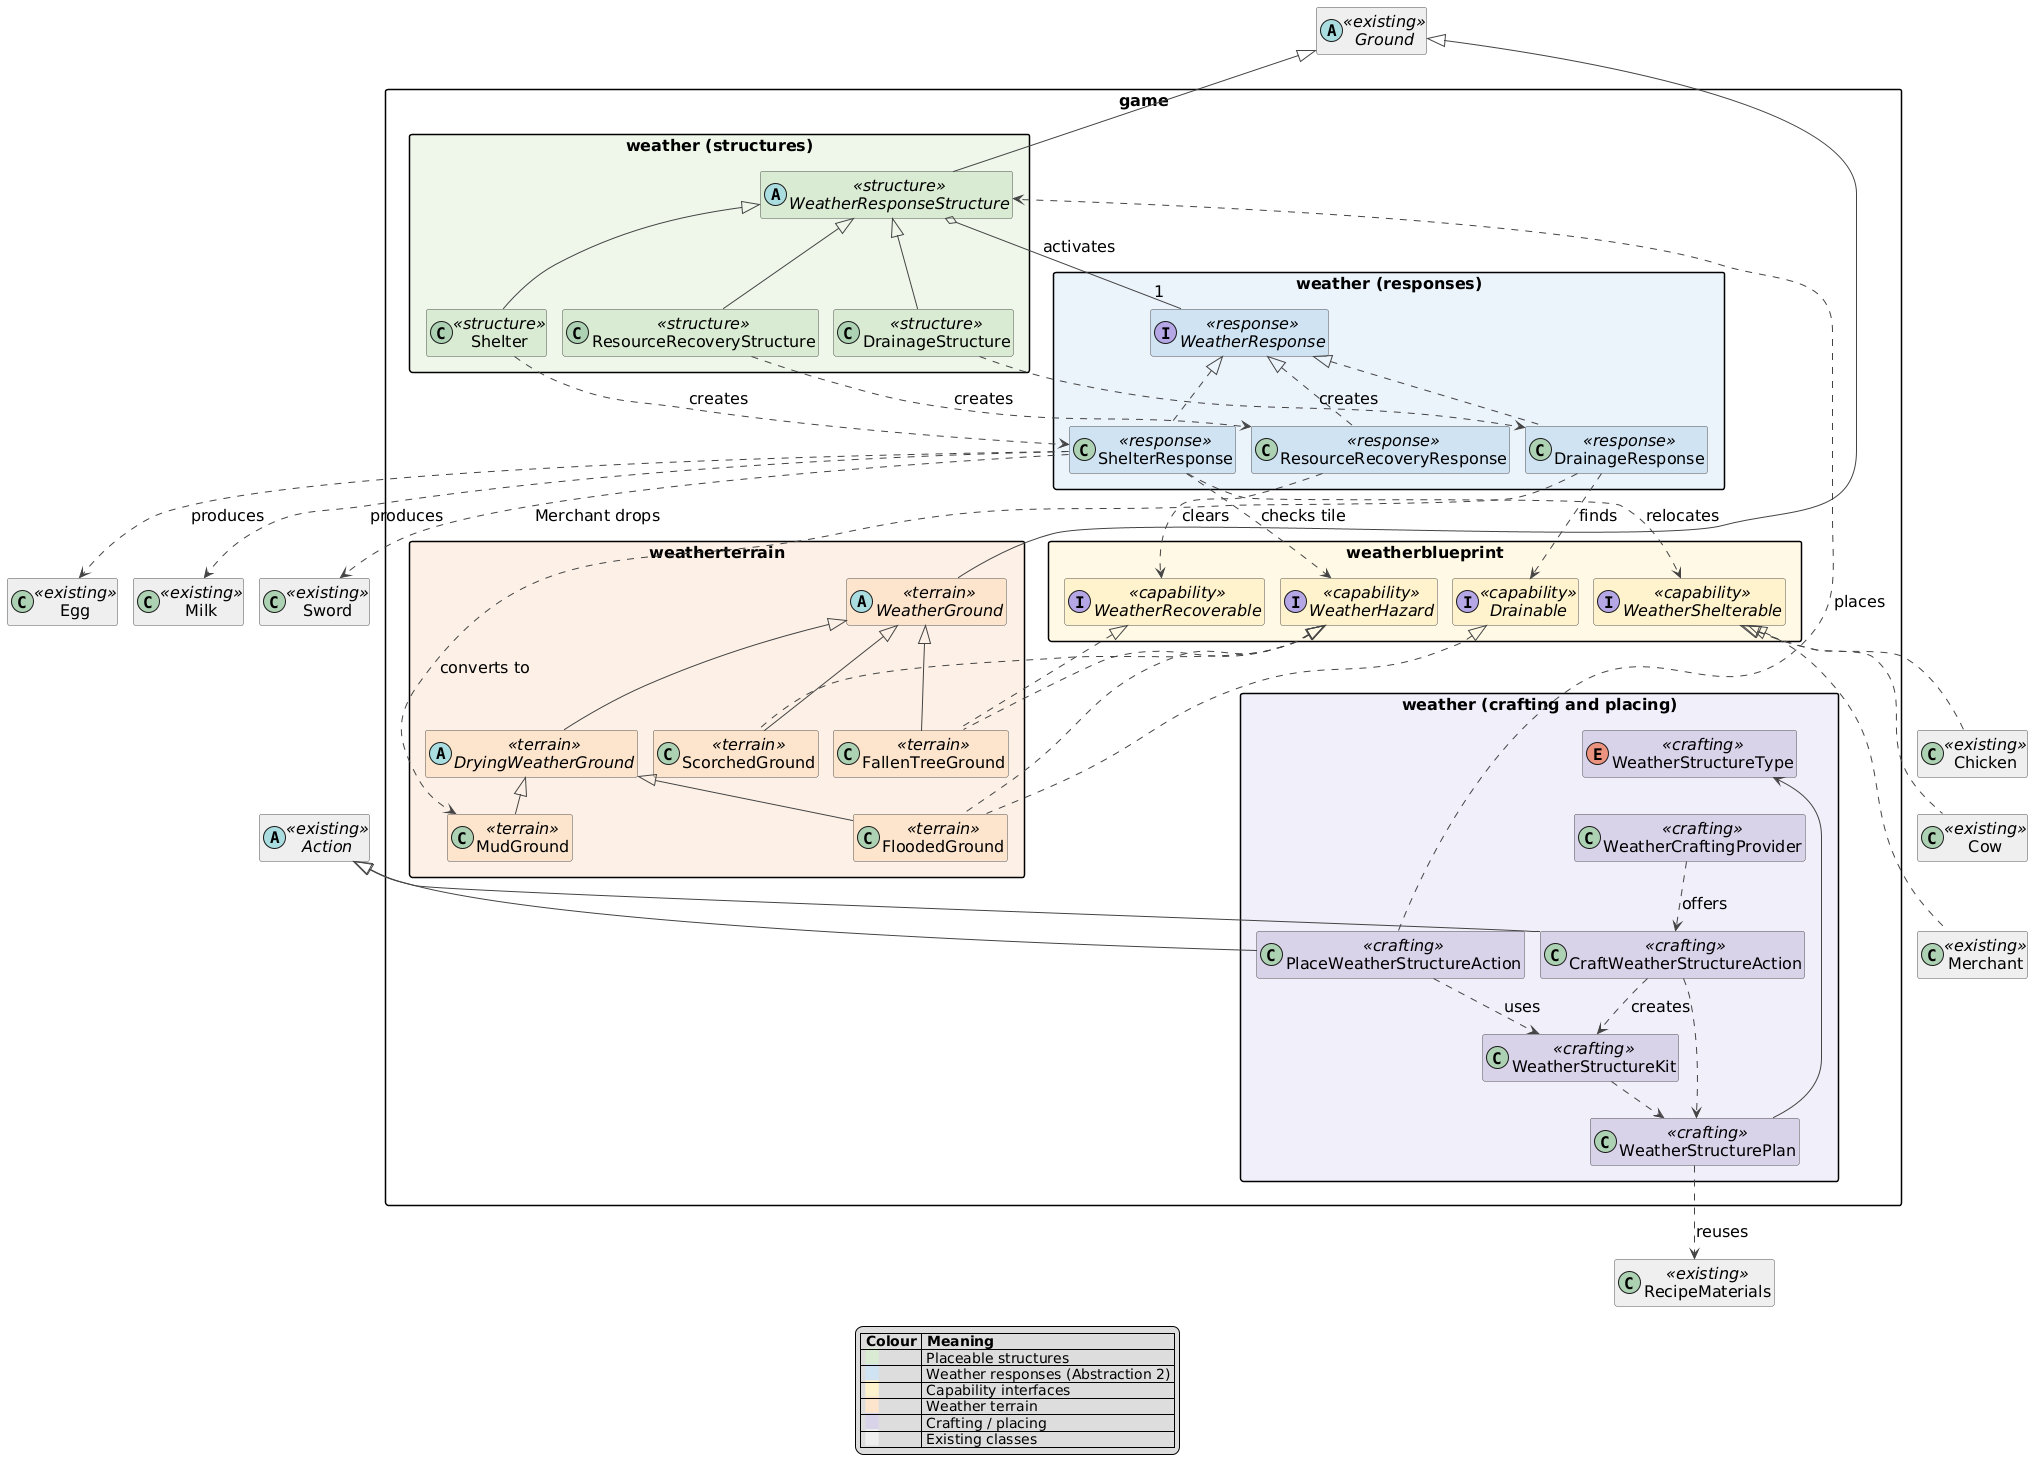 «existing»
Ground
game
weather (structures)
«structure»
WeatherResponseStructure
activates
1
weather (responses)
«structure»
Shelter
«structure»
ResourceRecoveryStructure
«structure»
DrainageStructure
«response»
WeatherResponse
creates
creates
creates
«response»
ShelterResponse
«response»
ResourceRecoveryResponse
«response»
DrainageResponse
produces
produces
Merchant drops
clears
checks tile
finds
relocates
«existing»
Egg
«existing»
Milk
«existing»
Sword
weatherterrain
«terrain»
WeatherGround
weatherblueprint
«capability»
WeatherRecoverable
«capability»
WeatherHazard
«capability»
Drainable
«capability»
WeatherShelterable
places
converts to
weather (crafting and placing)
«terrain»
DryingWeatherGround
«terrain»
ScorchedGround
«terrain»
FallenTreeGround
«crafting»
WeatherStructureType
«existing»
Chicken
«existing»
Action
«terrain»
MudGround
«terrain»
FloodedGround
«crafting»
WeatherCraftingProvider
«existing»
Cow
offers
«crafting»
PlaceWeatherStructureAction
«crafting»
CraftWeatherStructureAction
«existing»
Merchant
uses
creates
«crafting»
WeatherStructureKit
«crafting»
WeatherStructurePlan
reuses
«existing»
RecipeMaterials
Colour Meaning
Placeable structures
Weather responses (Abstraction 2)
Capability interfaces
Weather terrain
Crafting / placing
Existing classes
A
A
C
C
C
I
C
C
C
C
C
C
A
I
I
I
I
A
C
C
E
C
A
C
C
C
C
C
C
C
C
C
C